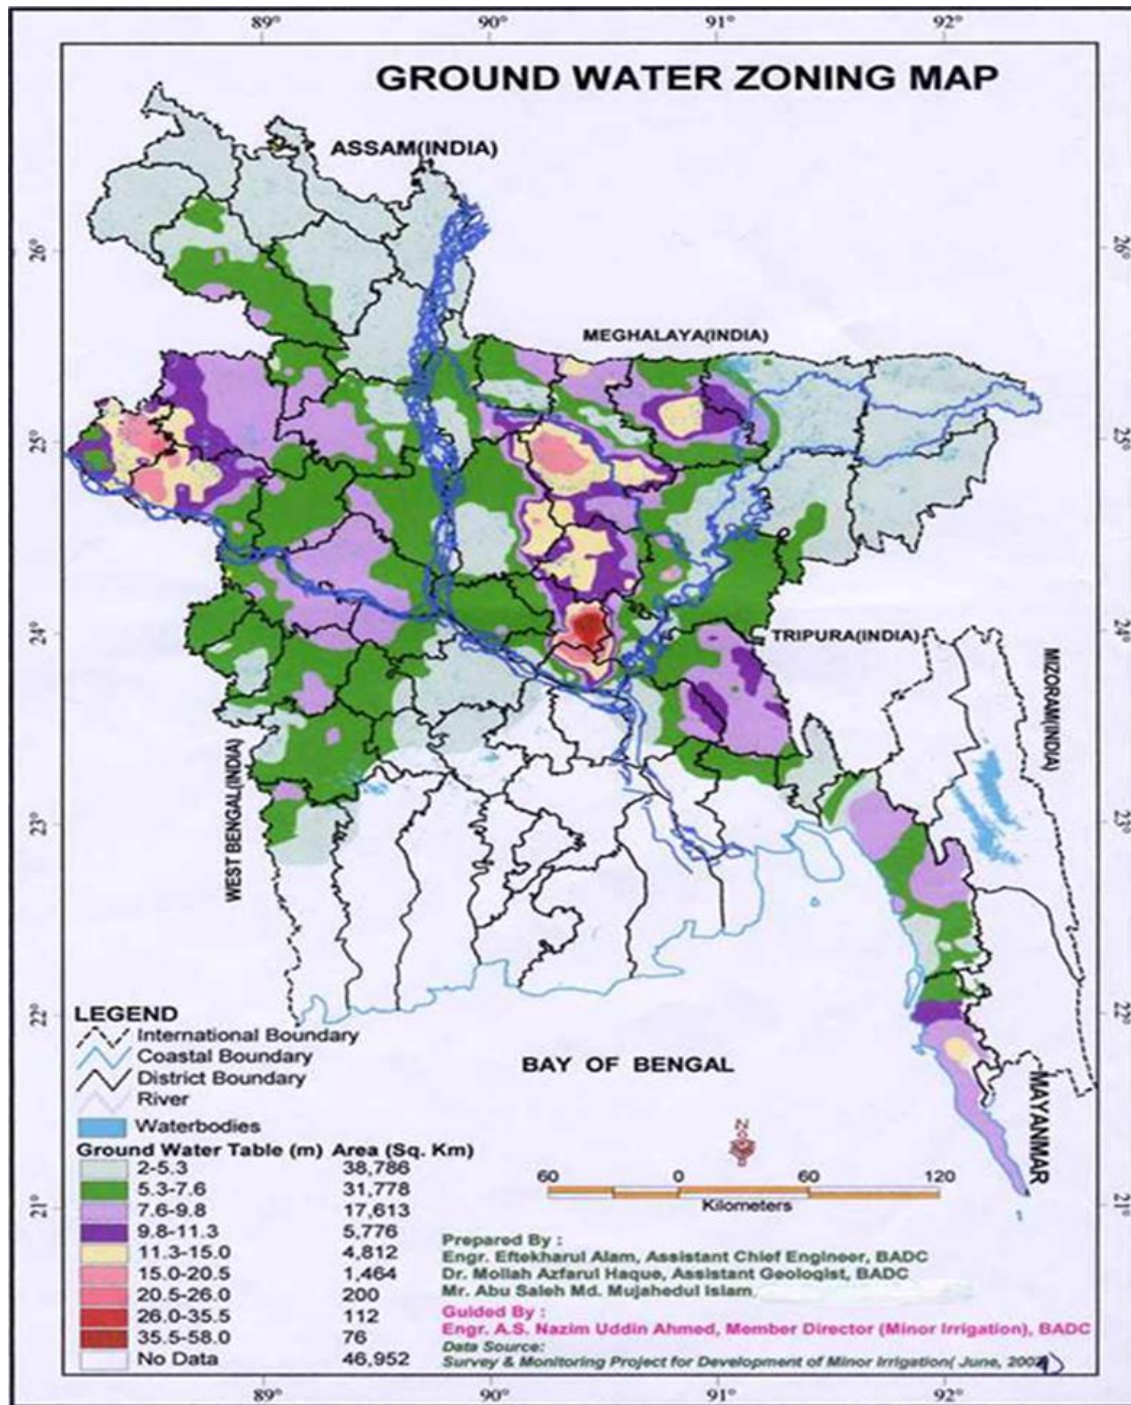 89° 90° 91° 92°
GROUND WATER ZONING MAP
ASSAM(INDIA)
26° 26°
MEGHALAYA(INDIA)
25° 25°
24° 24°
TRIPURA(INDIA)
MIZORAM(INDIA)
WEST BENGAL(INDIA)
23° 23°
22° 22°
LEGEND
International Boundary
Coastal Boundary
District Boundary
River
Waterbodies
BAY OF BENGAL
MAYANMAR
Ground Water Table (m) Area (Sq. Km)
2-5.3 38,786
5.3-7.6 31,778
7.6-9.8 17,613
9.8-11.3 5,776
11.3-15.0 4,812
15.0-20.5 1,464
20.5-26.0 200
26.0-35.5 112
35.5-58.0 76
No Data 46,952
60 0 60 120
Kilometers
21° 21°
Prepared By :
Engr. Eftekharul Alam, Assistant Chief Engineer, BADC
Dr. Mollah Azfarul Haque, Assistant Geologist, BADC
Mr. Abu Saleh Md. Mujahedul Islam,
Guided By :
Engr. A.S. Nazim Uddin Ahmed, Member Director (Minor Irrigation), BADC
Data Source:
Survey & Monitoring Project for Development of Minor Irrigation( June,
89° 90° 91° 92°